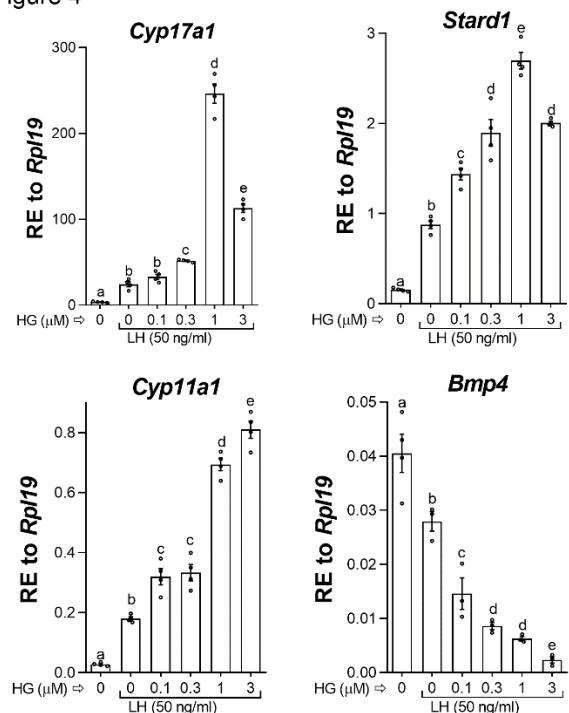 Cyp17a1
RE to Rpl19
300
200
100
0
a
b
b
c
d
e
HG (μM) ⇨ 0 0 0.1 0.3 1 3
LH (50 ng/ml)
Stard1
RE to Rpl19
3
2
1
0
a
b
c
d
e
d
HG (μM) ⇨ 0 0 0.1 0.3 1 3
LH (50 ng/ml)
Cyp11a1
RE to Rpl19
0.8
0.6
0.4
0.2
0.0
a
b
c
c
d
e
HG (μM) ⇨ 0 0 0.1 0.3 1 3
LH (50 ng/ml)
Bmp4
RE to Rpl19
0.05
0.04
0.03
0.02
0.01
0.00
a
b
c
d
d
e
HG (μM) ⇨ 0 0 0.1 0.3 1 3
LH (50 ng/ml)